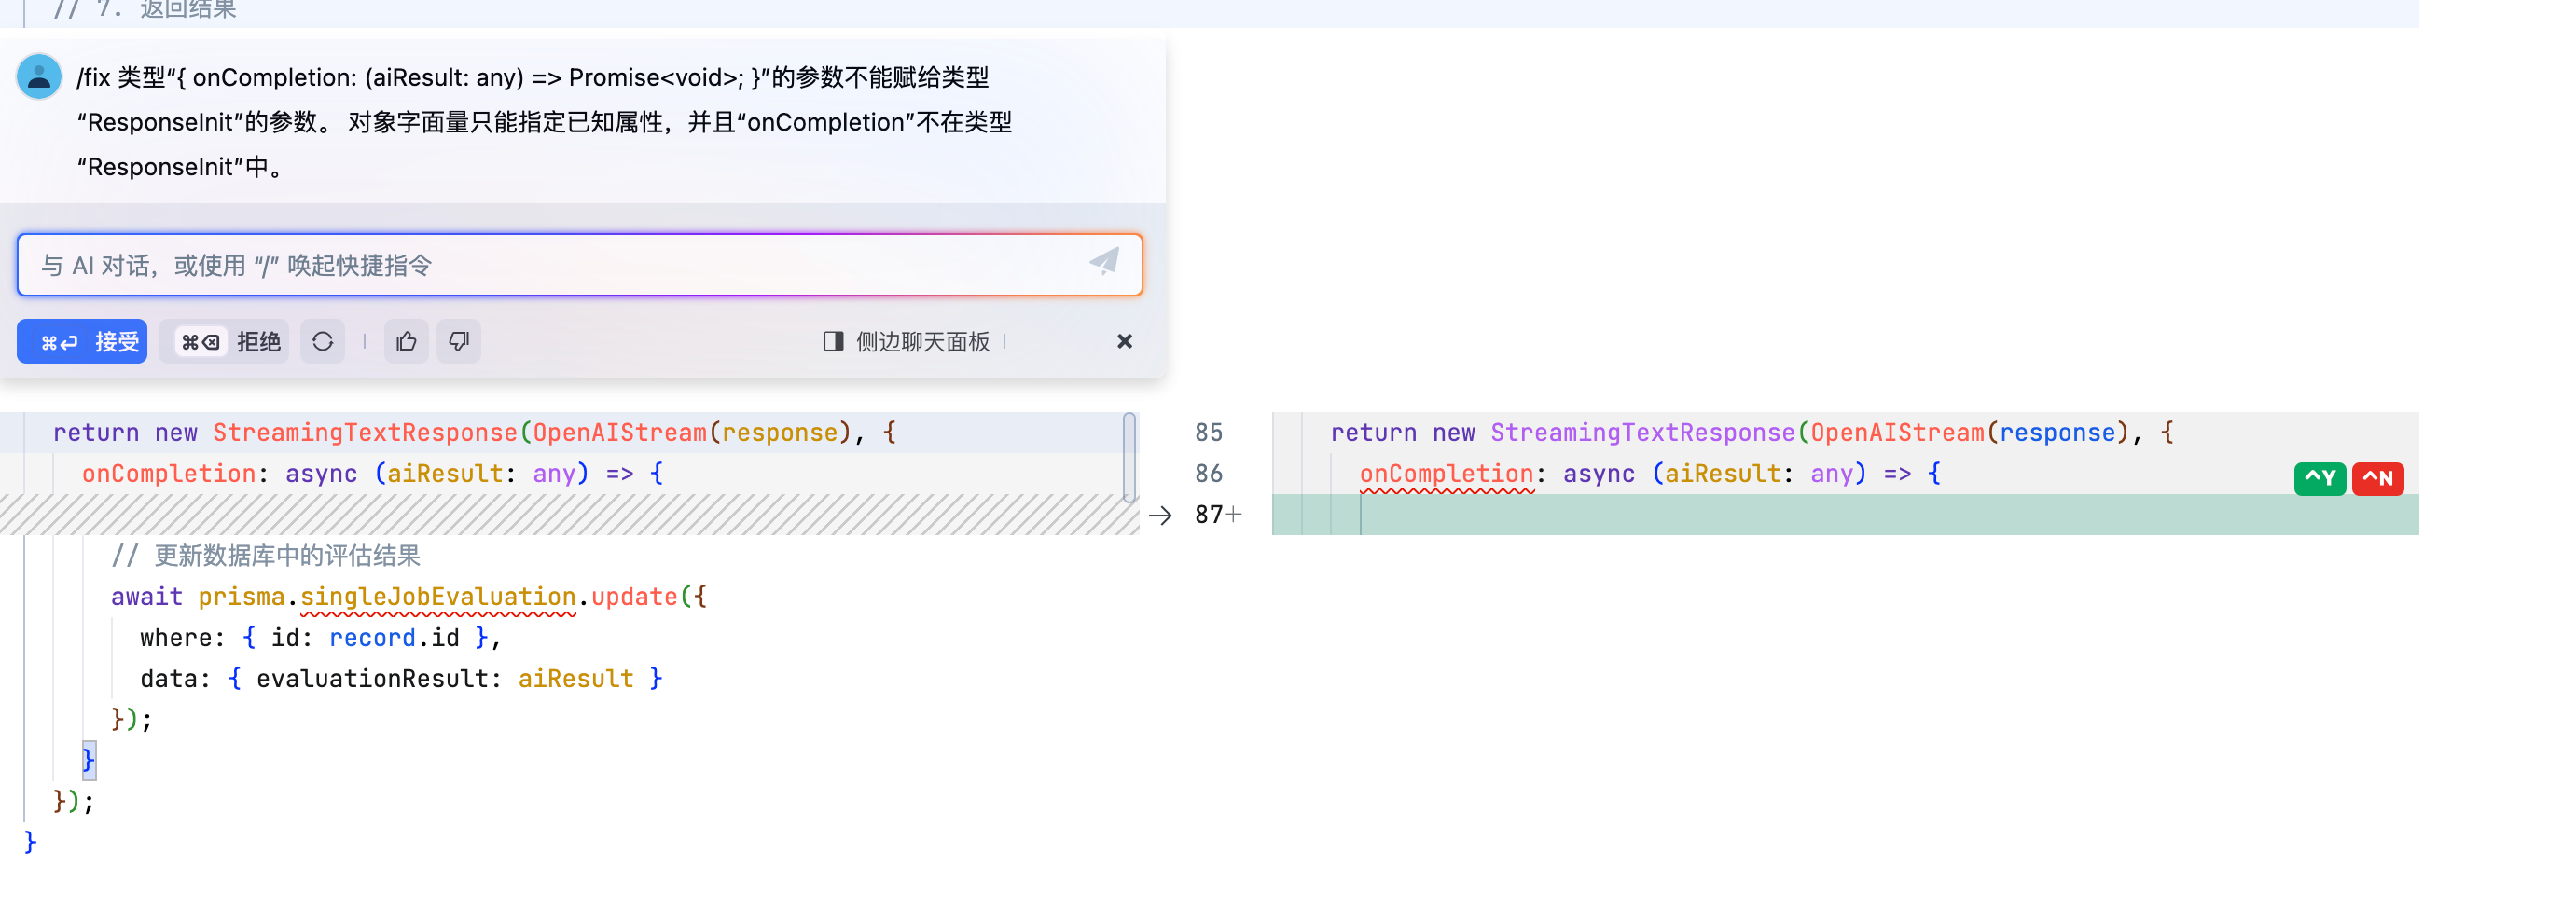 // 7. 返回结果
/fix 类型“{ onCompletion: (aiResult: any) => Promise<void>; }”的参数不能赋给类型
“ResponseInit”的参数。 对象字面量只能指定已知属性，并且“onCompletion”不在类型
“ResponseInit”中。
与 AI 对话，或使用 “/” 唤起快捷指令
⌘⏎ 接受 ⌘⌫ 拒绝 侧边聊天面板 ×
return new StreamingTextResponse(OpenAIStream(response), {
onCompletion: async (aiResult: any) => {
85 return new StreamingTextResponse(OpenAIStream(response), {
86 onCompletion: async (aiResult: any) => {
^Y ^N
→ 87+
// 更新数据库中的评估结果
await prisma.singleJobEvaluation.update({
where: { id: record.id },
data: { evaluationResult: aiResult }
});
}
});
}